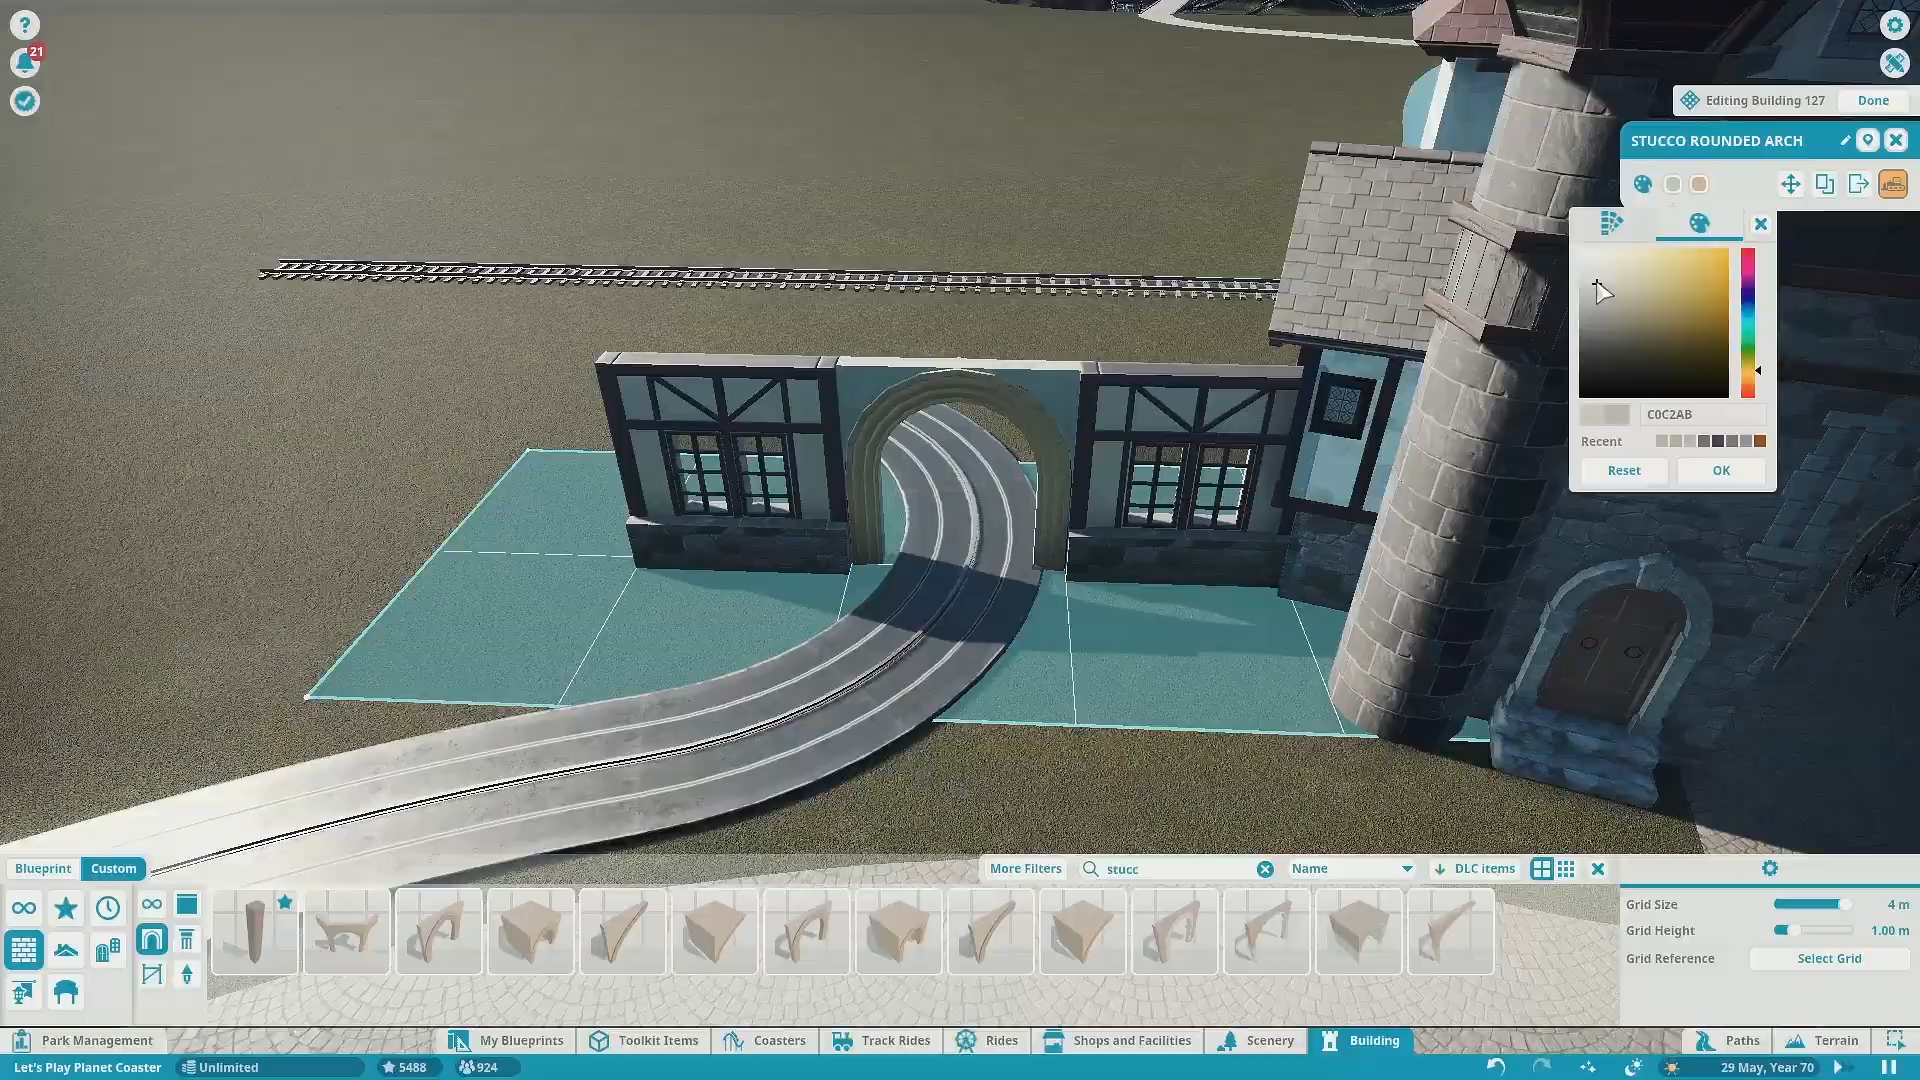 ?
21
Editing Building 127 Done
STUCCO ROUNDED ARCH
C0C2AB
Recent
Reset OK
Blueprint Custom
More Filters stucc Name DLC items
Grid Size 4 m
Grid Height 1.00 m
Grid Reference Select Grid
Park Management My Blueprints Toolkit Items Coasters Track Rides Rides Shops and Facilities Scenery Building Paths Terrain
Let's Play Planet Coaster Unlimited 5488 924 29 May, Year 70